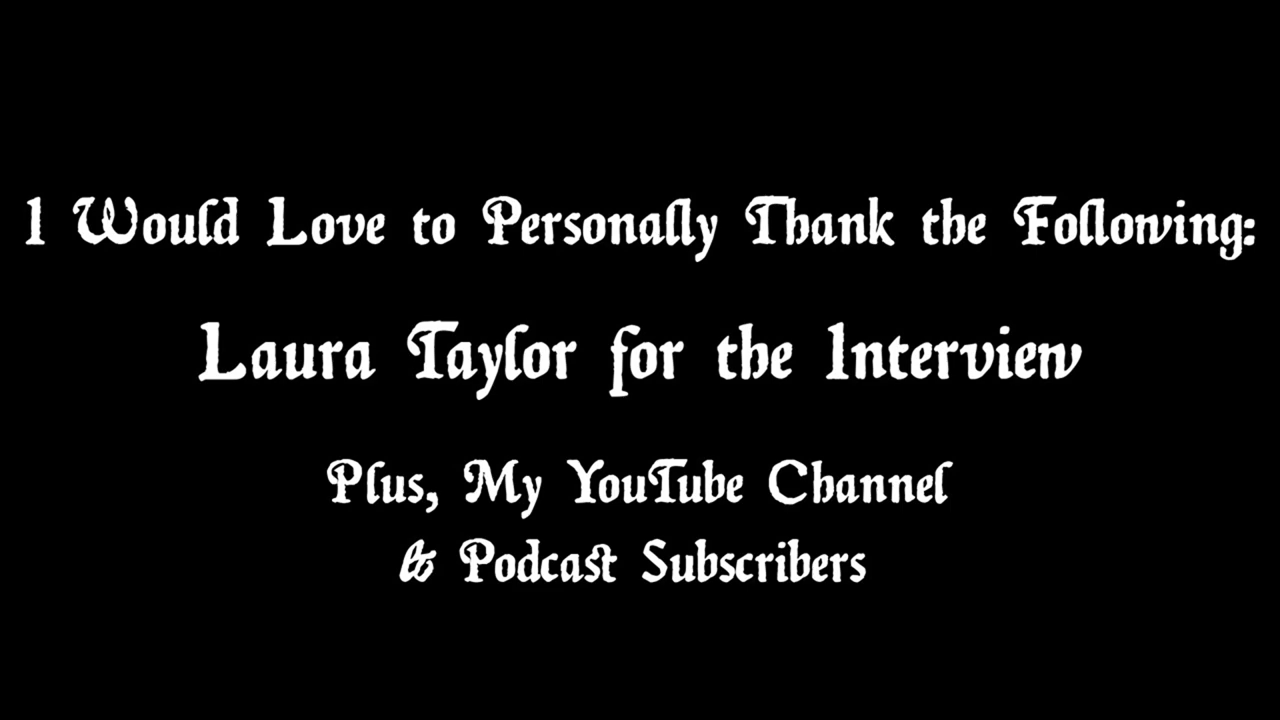 I Would Love to Personally Thank the Following:
Laura Taylor for the Interview
Plus, My YouTube Channel
& Podcast Subscribers